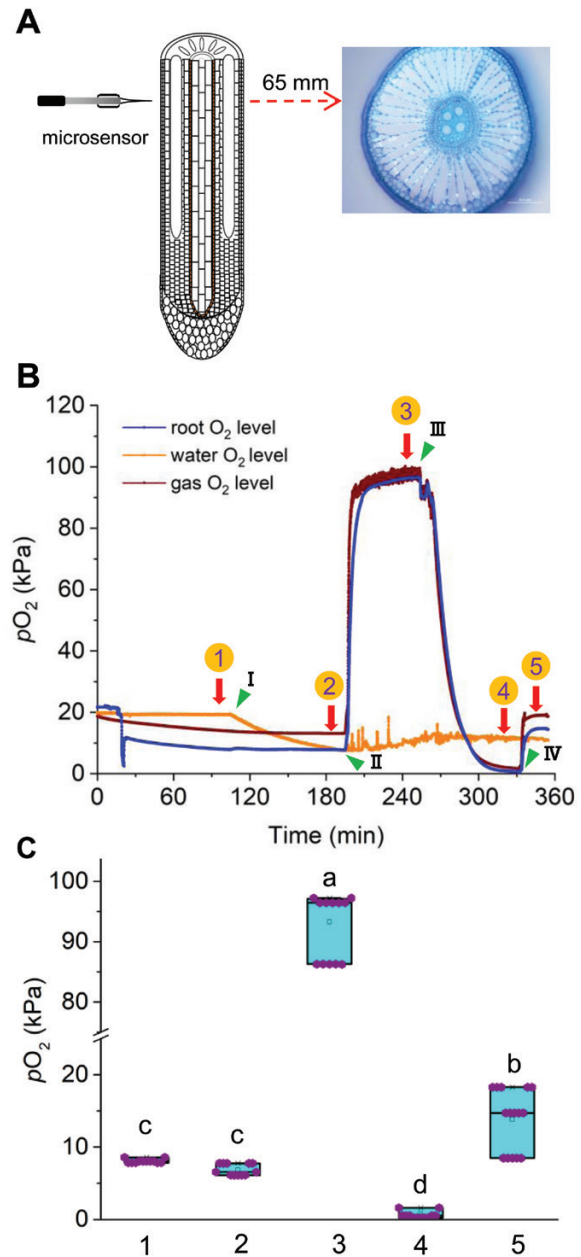 A
65 mm
microsensor
B
120
100
80
60
40
20
0
pO2 (kPa)
root O2 level
water O2 level
gas O2 level
1
I
2
II
3
III
4
5
IV
0 60 120 180 240 300 360
Time (min)
C
100
90
80
20
10
0
pO2 (kPa)
c
c
a
d
b
1 2 3 4 5